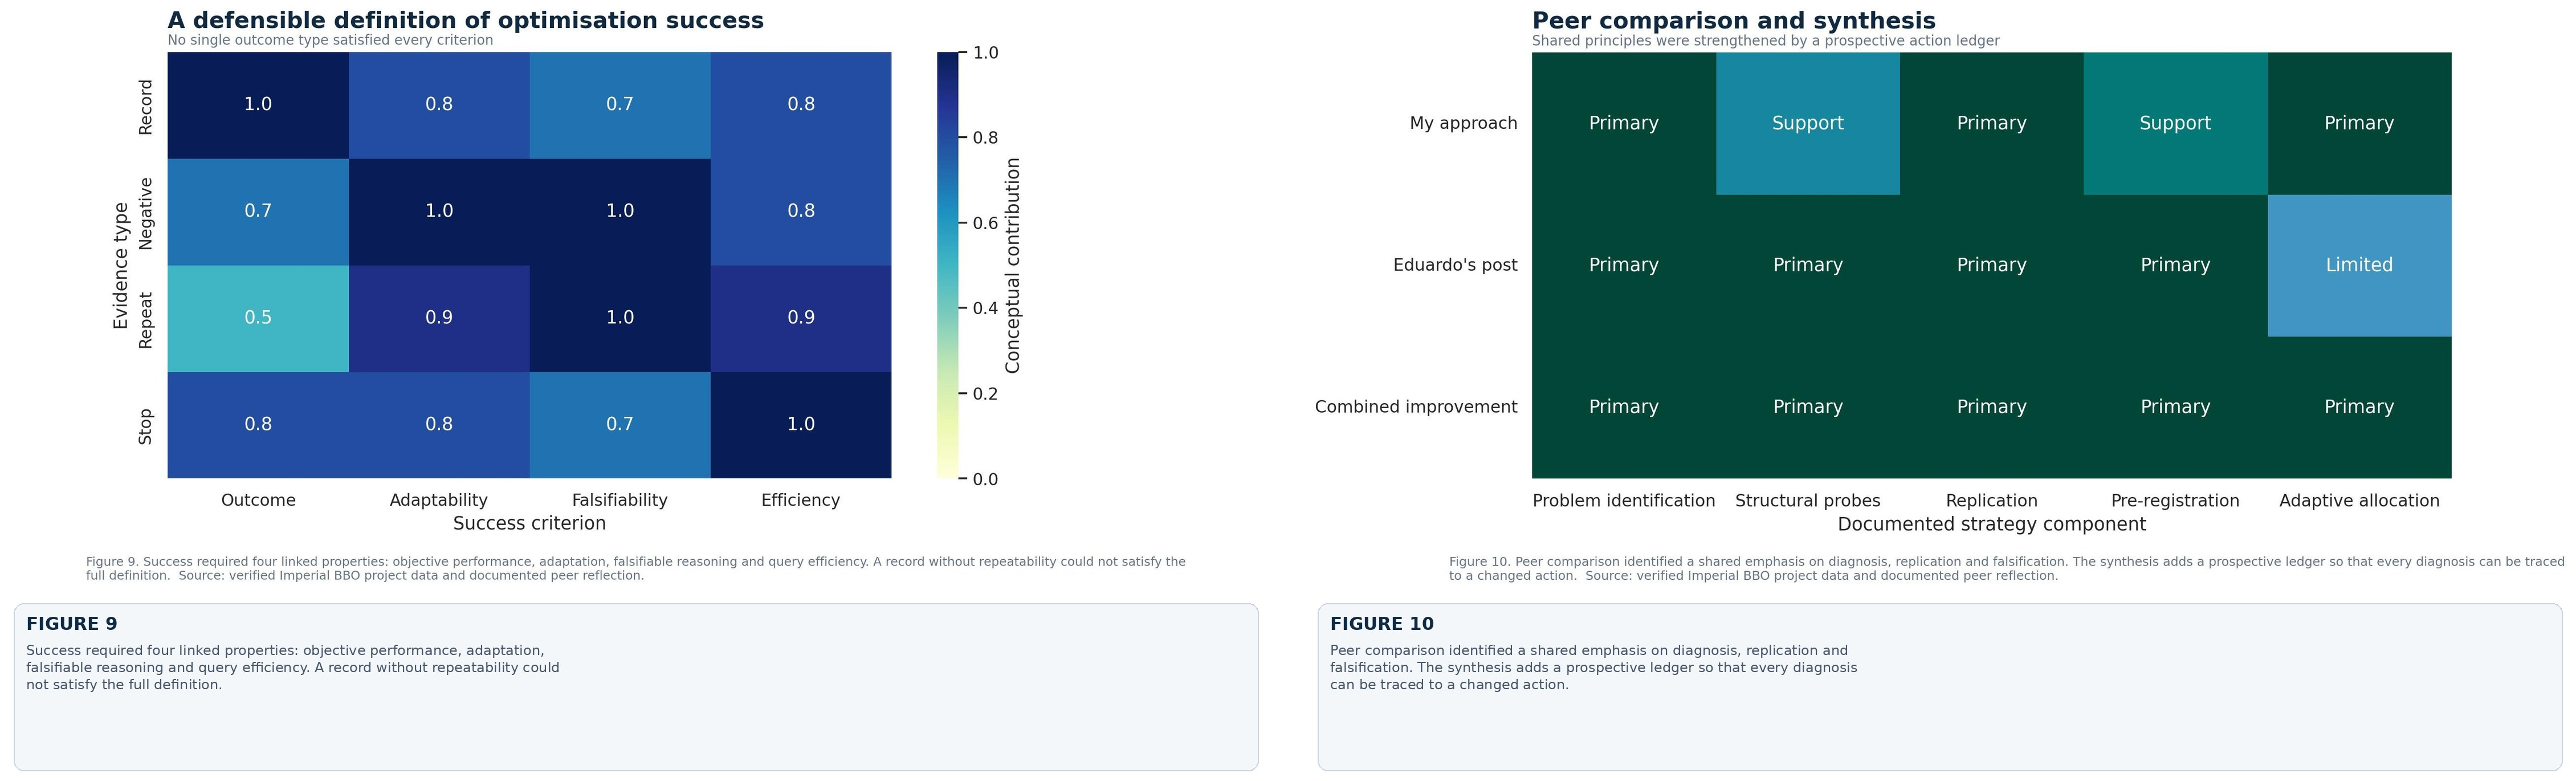 A defensible definition of optimisation success
No single outcome type satisfied every criterion
Evidence type
Record
Negative
Repeat
Stop
1.0 0.8 0.7 0.8
0.7 1.0 1.0 0.8
0.5 0.9 1.0 0.9
0.8 0.8 0.7 1.0
Outcome Adaptability Falsifiability Efficiency
Success criterion
1.0
0.8
0.6
0.4
0.2
0.0
Conceptual contribution
Figure 9. Success required four linked properties: objective performance, adaptation, falsifiable reasoning and query efficiency. A record without repeatability could not satisfy the
full definition. Source: verified Imperial BBO project data and documented peer reflection.
FIGURE 9
Success required four linked properties: objective performance, adaptation,
falsifiable reasoning and query efficiency. A record without repeatability could
not satisfy the full definition.
Peer comparison and synthesis
Shared principles were strengthened by a prospective action ledger
My approach Primary Support Primary Support Primary
Eduardo's post Primary Primary Primary Primary Limited
Combined improvement Primary Primary Primary Primary Primary
Problem identification Structural probes Replication Pre-registration Adaptive allocation
Documented strategy component
Figure 10. Peer comparison identified a shared emphasis on diagnosis, replication and falsification. The synthesis adds a prospective ledger so that every diagnosis can be traced
to a changed action. Source: verified Imperial BBO project data and documented peer reflection.
FIGURE 10
Peer comparison identified a shared emphasis on diagnosis, replication and
falsification. The synthesis adds a prospective ledger so that every diagnosis
can be traced to a changed action.